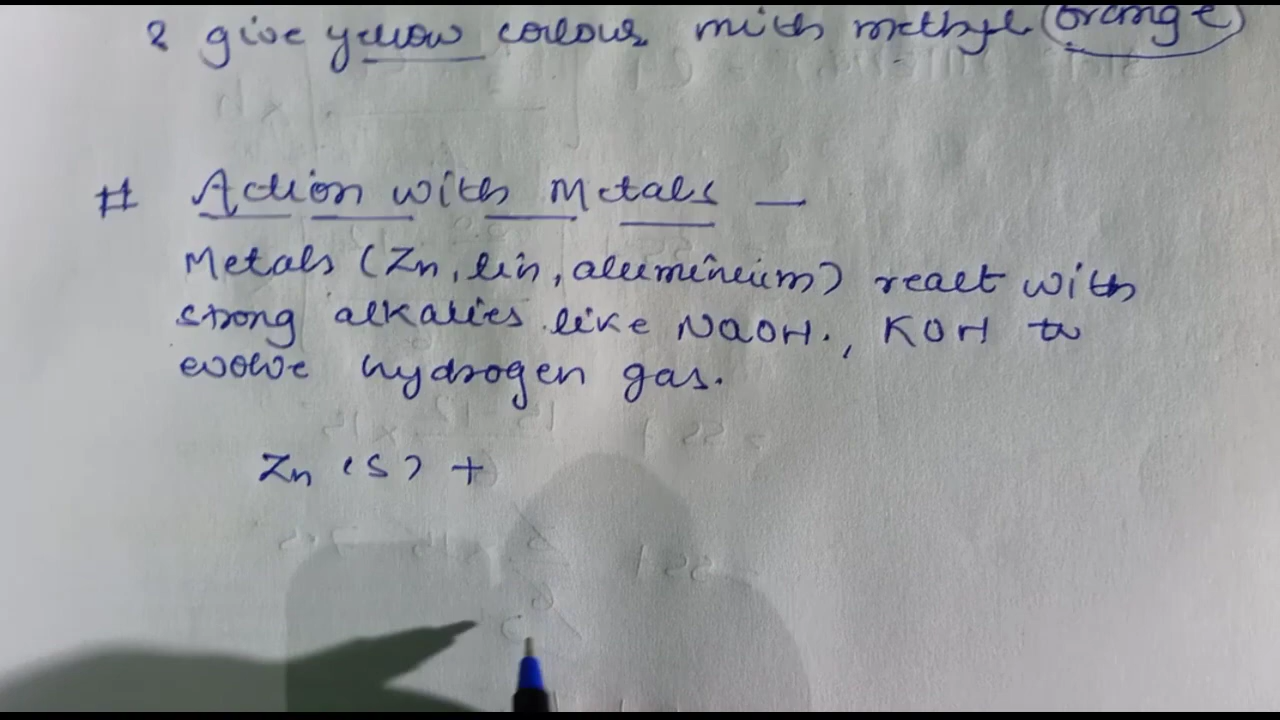 & give yellow colour with methyl orange
# Action with Metals —
Metals (Zn, tin, aluminium) react with
strong alkalies like NaOH., KOH to
evolve hydrogen gas.
Zn (s) +